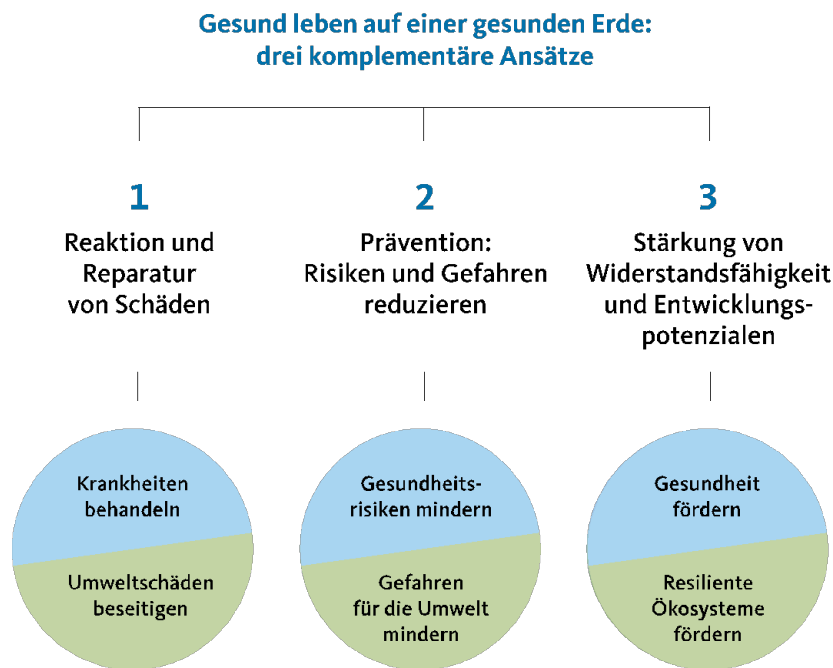 Gesund leben auf einer gesunden Erde:
drei komplementäre Ansätze
1
Reaktion und
Reparatur
von Schäden
2
Prävention:
Risiken und Gefahren
reduzieren
3
Stärkung von
Widerstandsfähigkeit
und Entwicklungs-
potenzialen
Krankheiten
behandeln
Umweltschäden
beseitigen
Gesundheits-
risiken mindern
Gefahren
für die Umwelt
mindern
Gesundheit
fördern
Resiliente
Ökosysteme
fördern